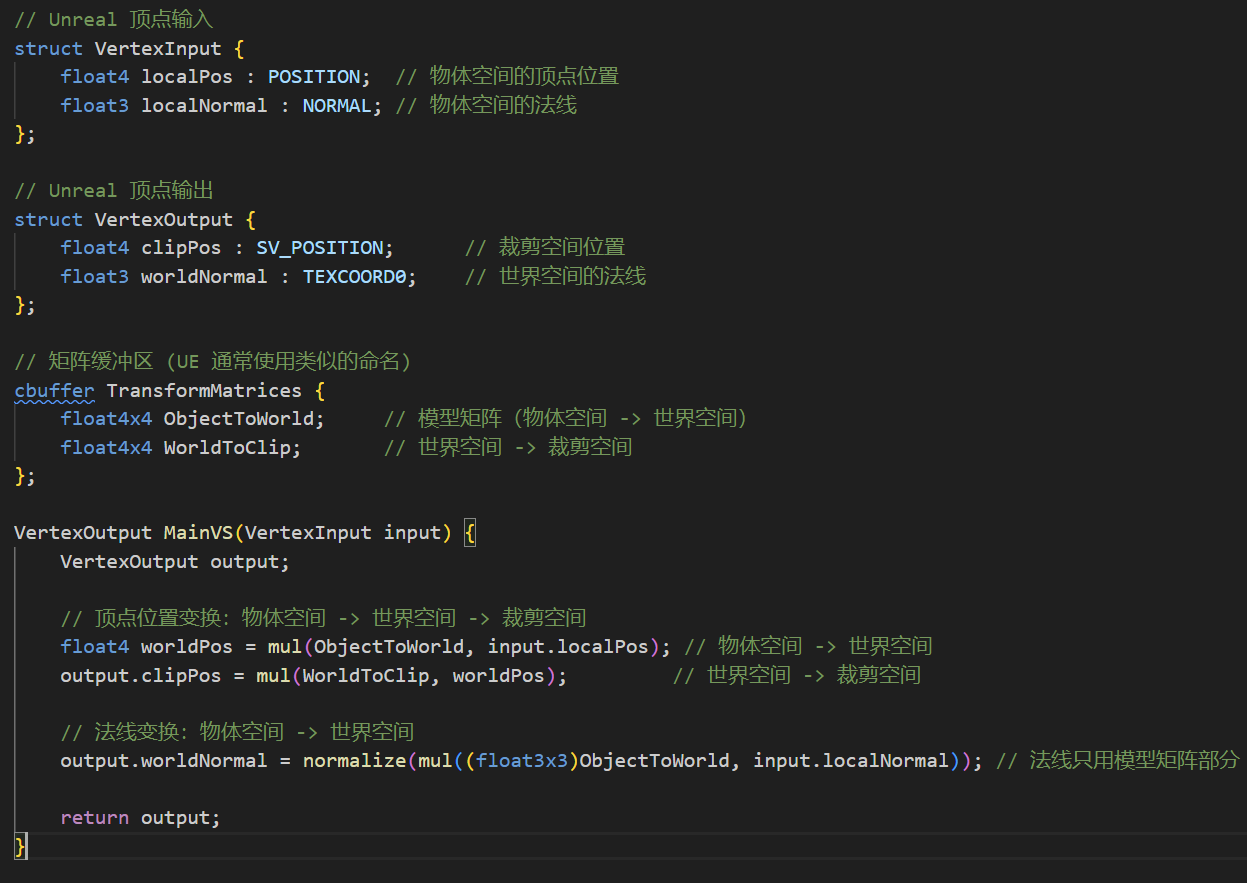 // Unreal 顶点输入
struct VertexInput {
    float4 localPos : POSITION;  // 物体空间的顶点位置
    float3 localNormal : NORMAL; // 物体空间的法线
};

// Unreal 顶点输出
struct VertexOutput {
    float4 clipPos : SV_POSITION;      // 裁剪空间位置
    float3 worldNormal : TEXCOORD0;    // 世界空间的法线
};

// 矩阵缓冲区（UE 通常使用类似的命名）
cbuffer TransformMatrices {
    float4x4 ObjectToWorld;     // 模型矩阵（物体空间 -> 世界空间）
    float4x4 WorldToClip;       // 世界空间 -> 裁剪空间
};

VertexOutput MainVS(VertexInput input) {
    VertexOutput output;

    // 顶点位置变换：物体空间 -> 世界空间 -> 裁剪空间
    float4 worldPos = mul(ObjectToWorld, input.localPos); // 物体空间 -> 世界空间
    output.clipPos = mul(WorldToClip, worldPos);         // 世界空间 -> 裁剪空间

    // 法线变换：物体空间 -> 世界空间
    output.worldNormal = normalize(mul((float3x3)ObjectToWorld, input.localNormal)); // 法线只用模型矩阵部分

    return output;
}